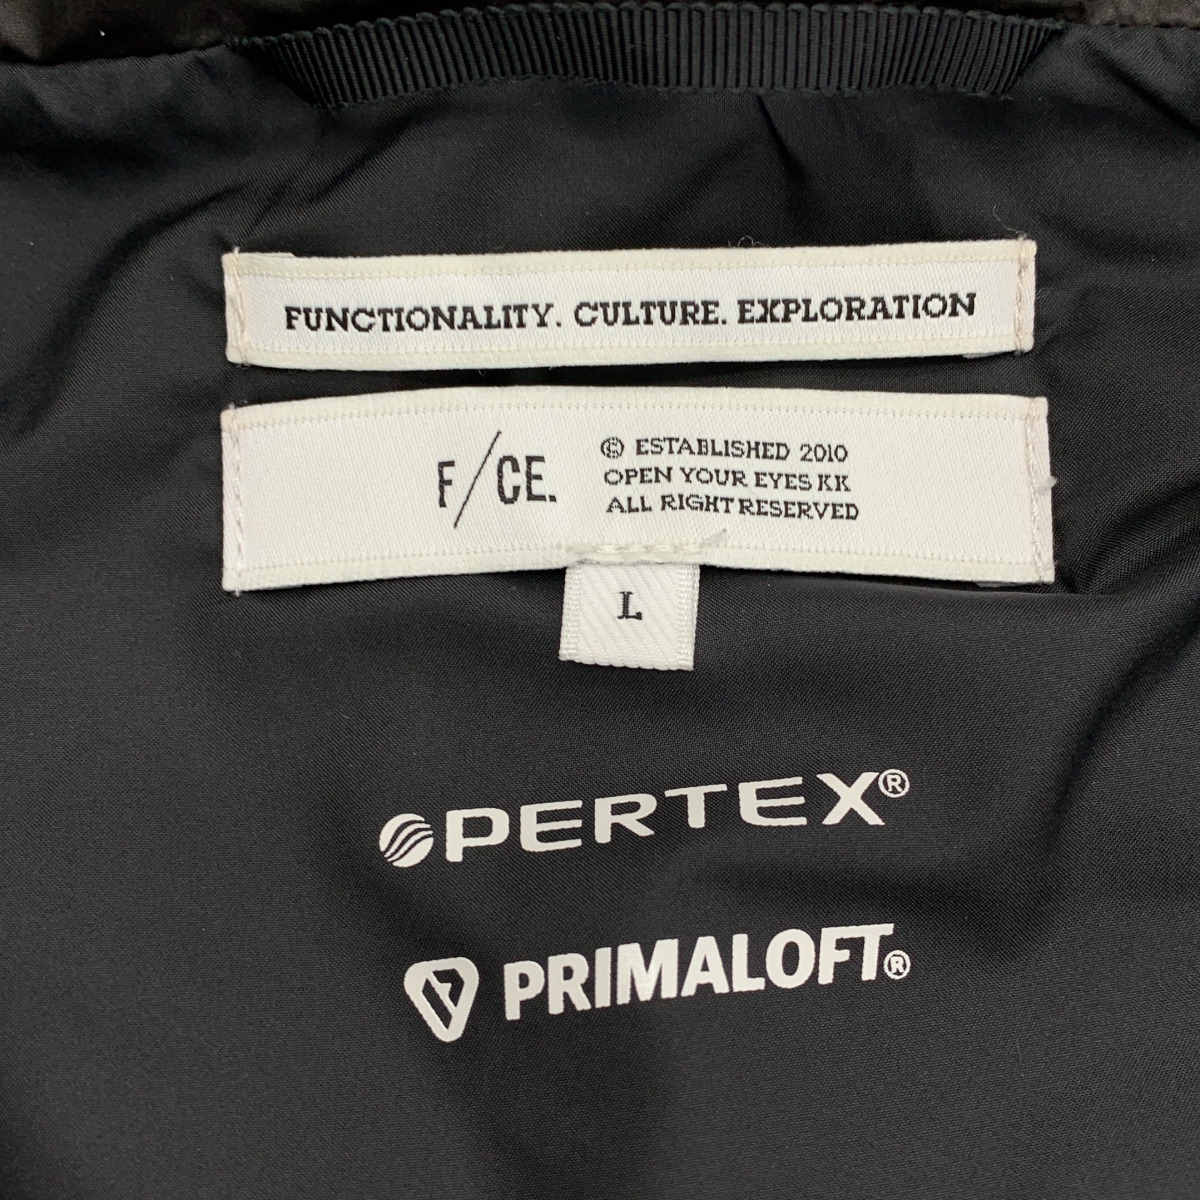 FUNCTIONALITY. CULTURE. EXPLORATION
F/CE.
© ESTABLISHED 2010
OPEN YOUR EYES KK
ALL RIGHT RESERVED
L
PERTEX®
PRIMALOFT®